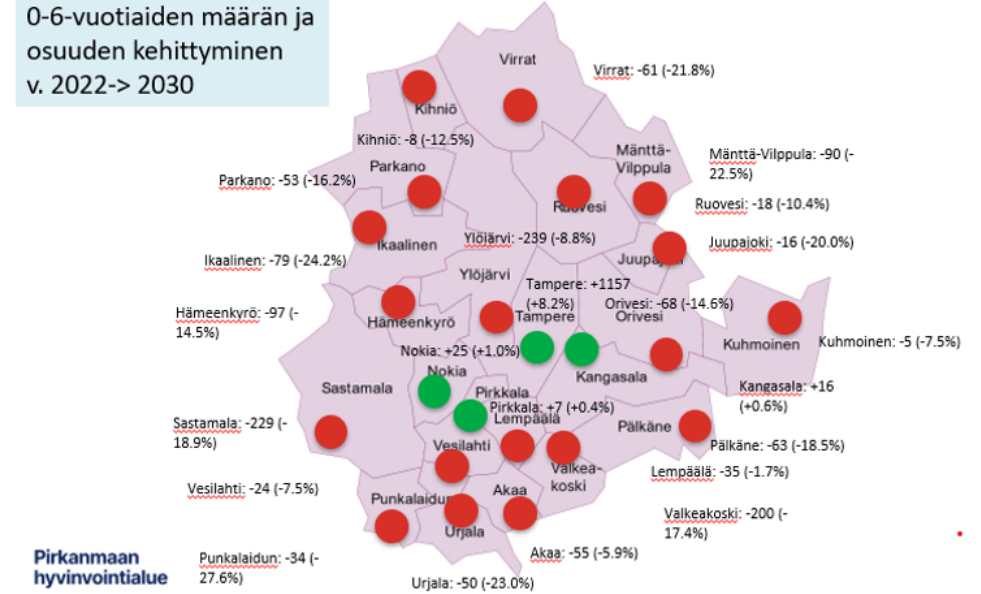 0-6-vuotiaiden määrän ja
osuuden kehittyminen
v. 2022-> 2030
Virrat
Virrat: -61 (-21.8%)
Kihniö
Kihniö: -8 (-12.5%)
Mänttä-
Vilppula
Mänttä-Vilppula: -90 (-
22.5%)
Parkano
Parkano: -53 (-16.2%)
Ruovesi
Ruovesi: -18 (-10.4%)
Ikaalinen
Ylöjärvi: -239 (-8.8%)
Juupajoki: -16 (-20.0%)
Ikaalinen: -79 (-24.2%)
Juupajoki
Ylöjärvi
Tampere: +1157
(+8.2%)
Orivesi: -68 (-14.6%)
Hämeenkyrö: -97 (-
14.5%)
Hämeenkyrö
Tampere
Orivesi
Kuhmoinen
Kuhmoinen: -5 (-7.5%)
Nokia: +25 (+1.0%)
Nokia
Kangasala
Sastamala
Pirkkala
Kangasala: +16
(+0.6%)
Pirkkala: +7 (+0.4%)
Lempäälä
Sastamala: -229 (-
18.9%)
Pälkäne
Vesilahti
Pälkäne: -63 (-18.5%)
Valkea-
koski
Lempäälä: -35 (-1.7%)
Vesilahti: -24 (-7.5%)
Punkalaidun
Akaa
Valkeakoski: -200 (-
17.4%)
Urjala
Pirkanmaan
hyvinvointialue
Punkalaidun: -34 (-
27.6%)
Akaa: -55 (-5.9%)
Urjala: -50 (-23.0%)